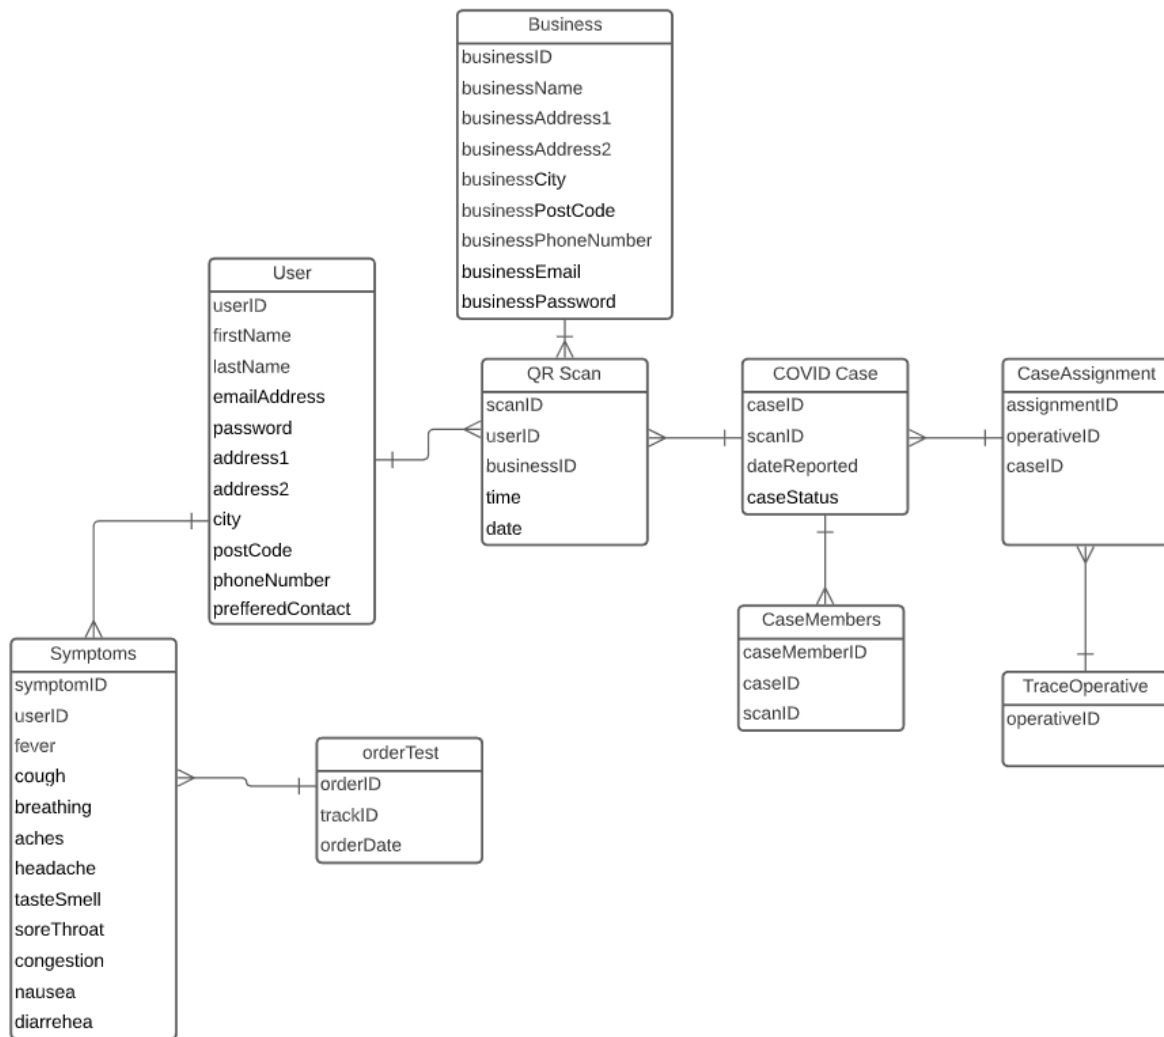 Business
businessID
businessName
businessAddress1
businessAddress2
businessCity
businessPostCode
businessPhoneNumber
businessEmail
businessPassword
User
userID
firstName
lastName
emailAddress
password
address1
address2
city
postCode
phoneNumber
prefferedContact
QR Scan
scanID
userID
businessID
time
date
COVID Case
caseID
scanID
dateReported
caseStatus
CaseAssignment
assignmentID
operativeID
caseID
CaseMembers
caseMemberID
caseID
scanID
TraceOperative
operativeID
Symptoms
symptomID
userID
fever
cough
breathing
aches
headache
tasteSmell
soreThroat
congestion
nausea
diarrehea
orderTest
orderID
trackID
orderDate